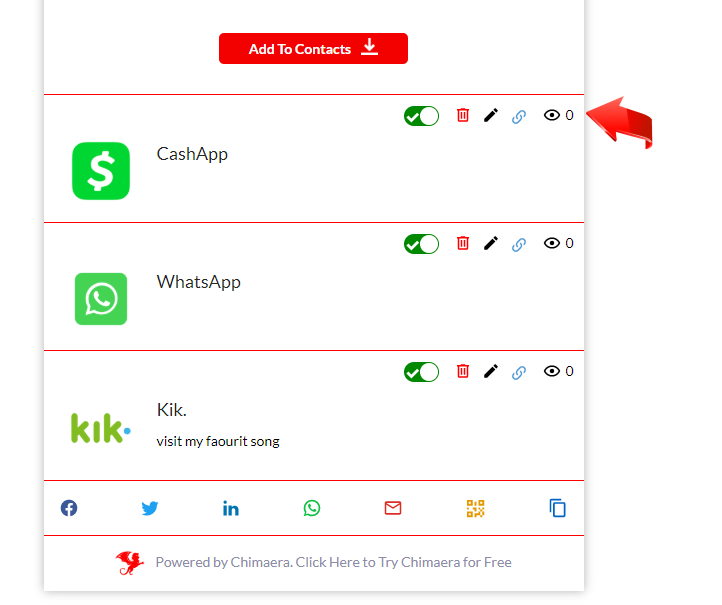 Add To Contacts
0
$
CashApp
0
WhatsApp
0
Kik.
kik
visit my faourit song
in
Powered by Chimaera. Click Here to Try Chimaera for Free